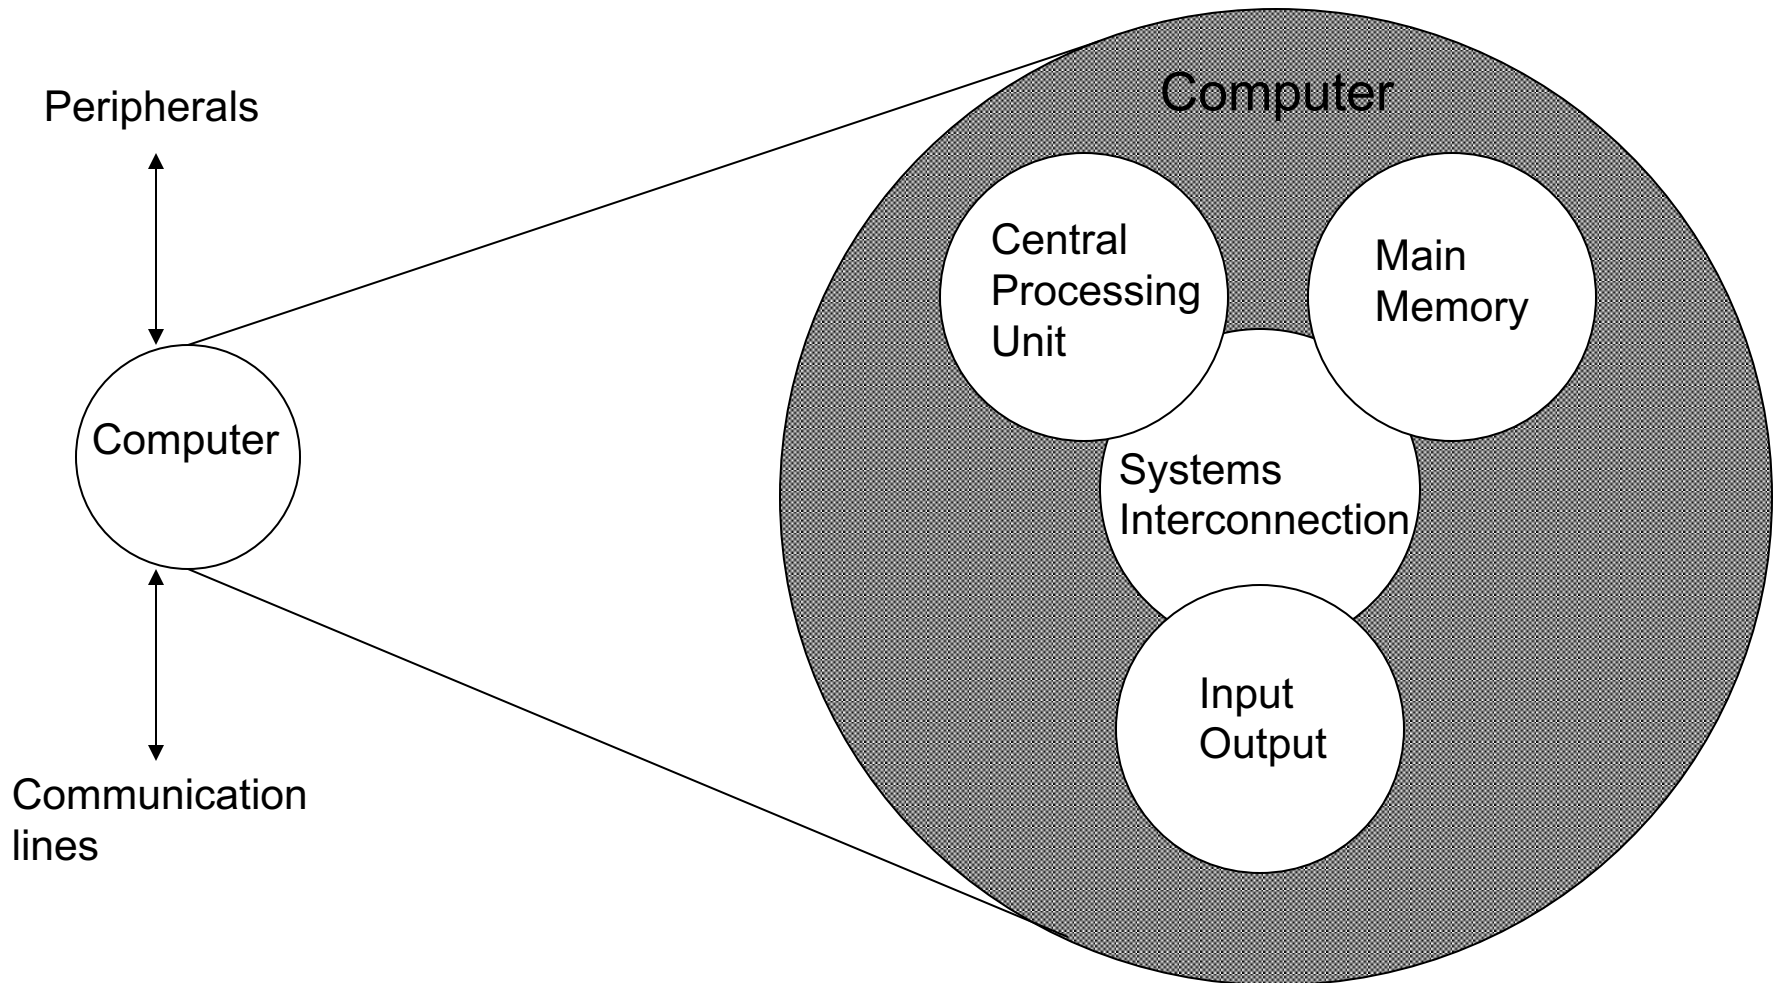 Peripherals
Computer
Communication
lines
Computer
Central
Processing
Unit
Main
Memory
Systems
Interconnection
Input
Output